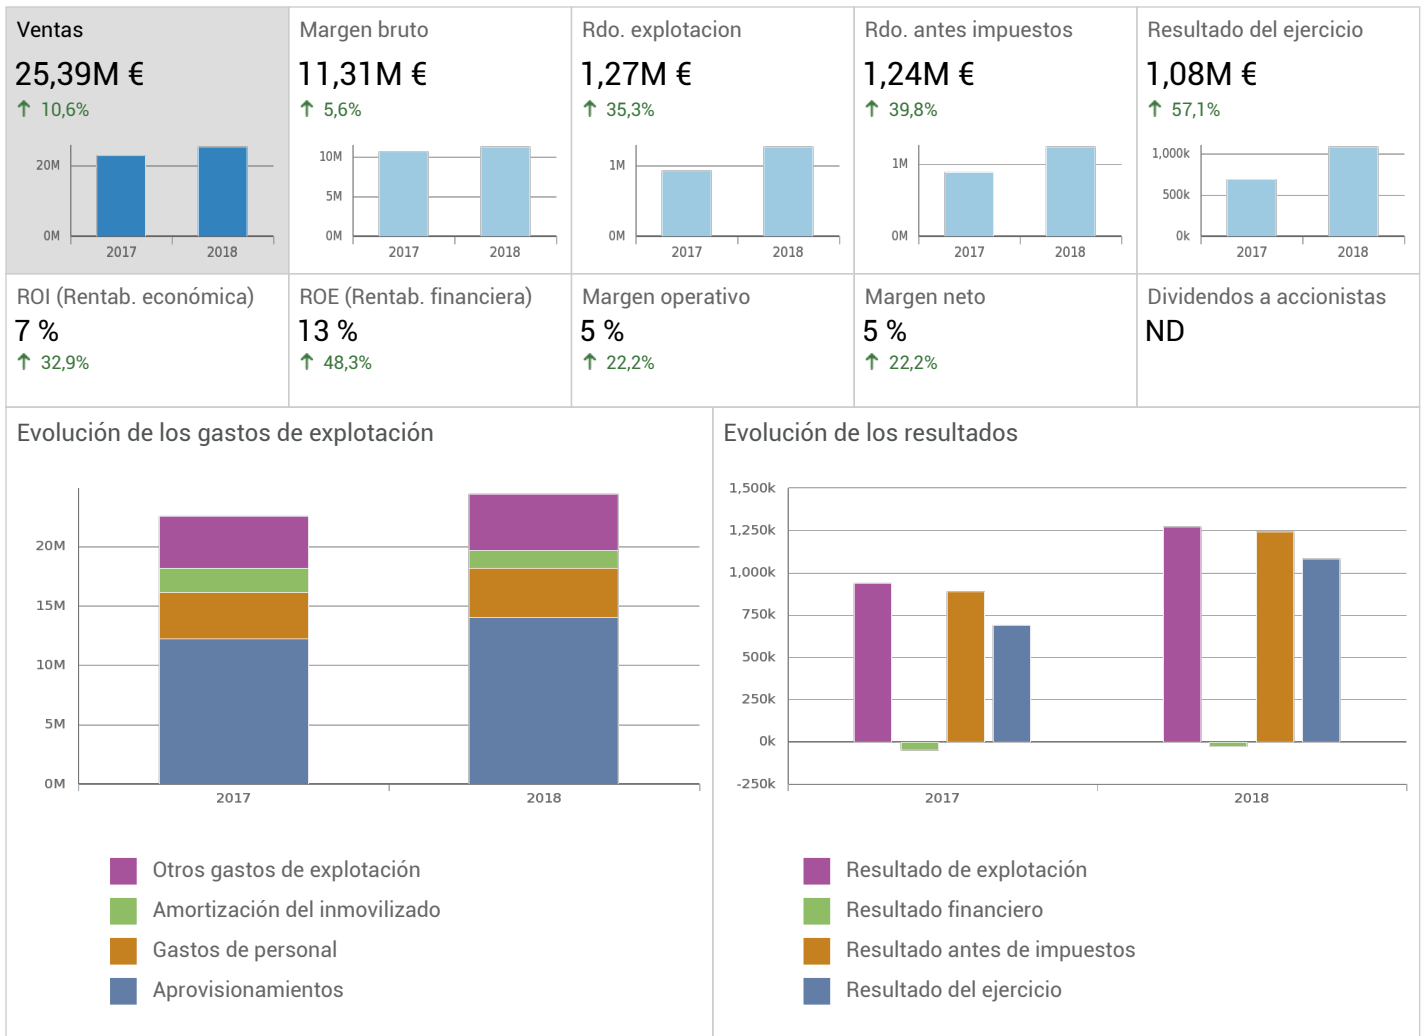 Ventas
25,39M €
↑ 10,6%
20M
0M
2017 2018
Margen bruto
11,31M €
↑ 5,6%
10M
5M
0M
2017 2018
Rdo. explotacion
1,27M €
↑ 35,3%
1M
0M
2017 2018
Rdo. antes impuestos
1,24M €
↑ 39,8%
1M
0M
2017 2018
Resultado del ejercicio
1,08M €
↑ 57,1%
1,000k
500k
0k
2017 2018
ROI (Rentab. económica)
7 %
↑ 32,9%
ROE (Rentab. financiera)
13 %
↑ 48,3%
Margen operativo
5 %
↑ 22,2%
Margen neto
5 %
↑ 22,2%
Dividendos a accionistas
ND
Evolución de los gastos de explotación
20M
15M
10M
5M
0M
2017 2018
Otros gastos de explotación
Amortización del inmovilizado
Gastos de personal
Aprovisionamientos
Evolución de los resultados
1,500k
1,250k
1,000k
750k
500k
250k
0k
-250k
2017 2018
Resultado de explotación
Resultado financiero
Resultado antes de impuestos
Resultado del ejercicio